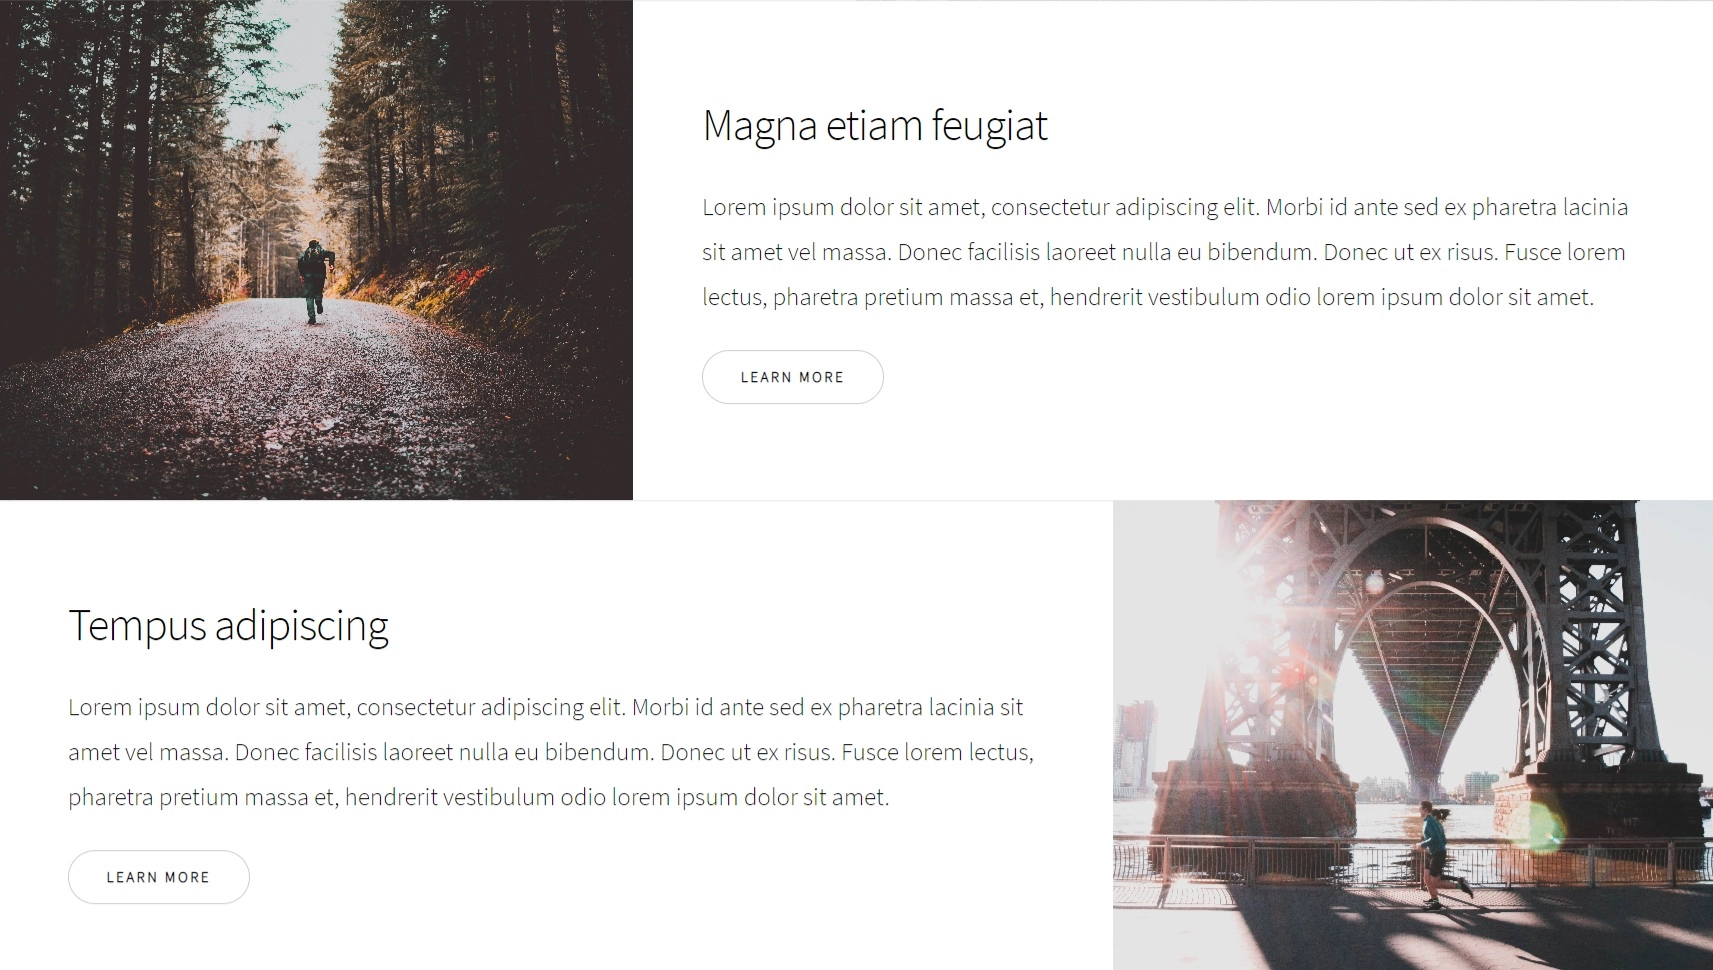 Magna etiam feugiat
Lorem ipsum dolor sit amet, consectetur adipiscing elit. Morbi id ante sed ex pharetra lacinia
sit amet vel massa. Donec facilisis laoreet nulla eu bibendum. Donec ut ex risus. Fusce lorem
lectus, pharetra pretium massa et, hendrerit vestibulum odio lorem ipsum dolor sit amet.
LEARN MORE
Tempus adipiscing
Lorem ipsum dolor sit amet, consectetur adipiscing elit. Morbi id ante sed ex pharetra lacinia sit
amet vel massa. Donec facilisis laoreet nulla eu bibendum. Donec ut ex risus. Fusce lorem lectus,
pharetra pretium massa et, hendrerit vestibulum odio lorem ipsum dolor sit amet.
LEARN MORE